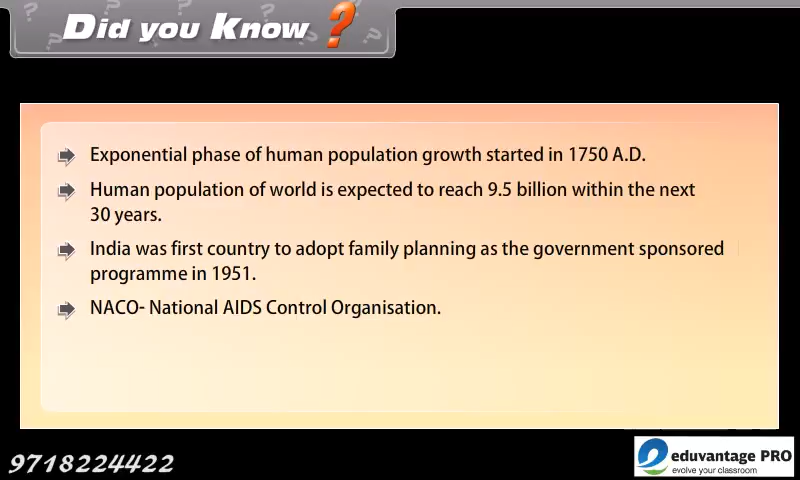 Did you Know ?
Exponential phase of human population growth started in 1750 A.D.
Human population of world is expected to reach 9.5 billion within the next
30 years.
India was first country to adopt family planning as the government sponsored
programme in 1951.
NACO- National AIDS Control Organisation.
9718224422
eduvantage PRO
evolve your classroom